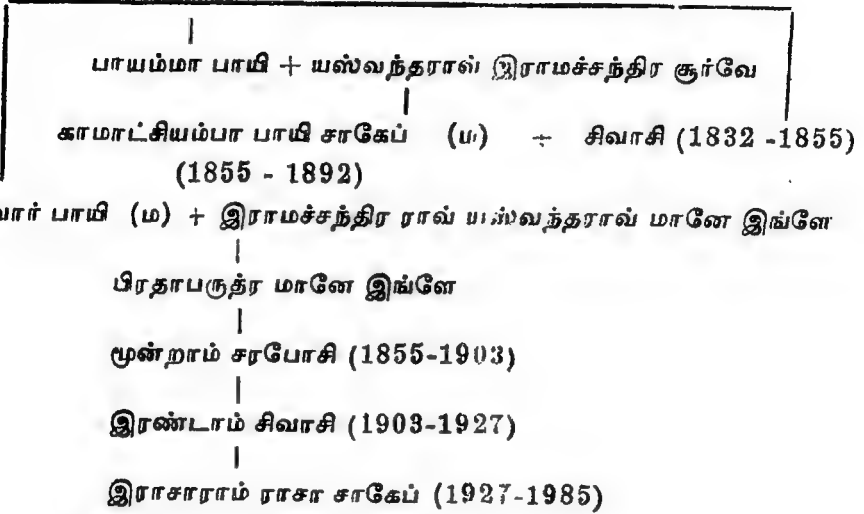 பாயம்மா பாயி + யஸ்வந்தராவ் இராமச்சந்திர சூர்வே
காமாட்சியம்பா பாயி சாகேப் (ம) ÷ சிவாசி (1832 -1855)
(1855 - 1892)
வார் பாயி (ம) + இராமச்சந்திர ராவ் யஸ்வந்தராவ் மானே இங்ளே
பிரதாபருத்ர மானே இங்ளே
மூன்றாம் சரபோசி (1855-1903)
இரண்டாம் சிவாசி (1903-1927)
இராசாராம் ராசா சாகேப் (1927-1985)